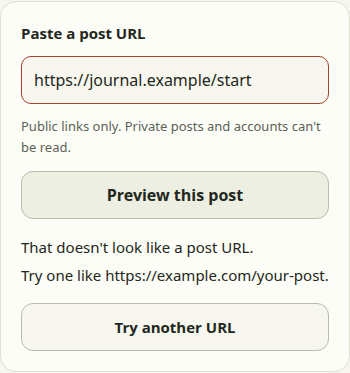 Paste a post URL
https://journal.example/start
Public links only. Private posts and accounts can't
be read.
Preview this post
That doesn't look like a post URL.
Try one like https://example.com/your-post.
Try another URL